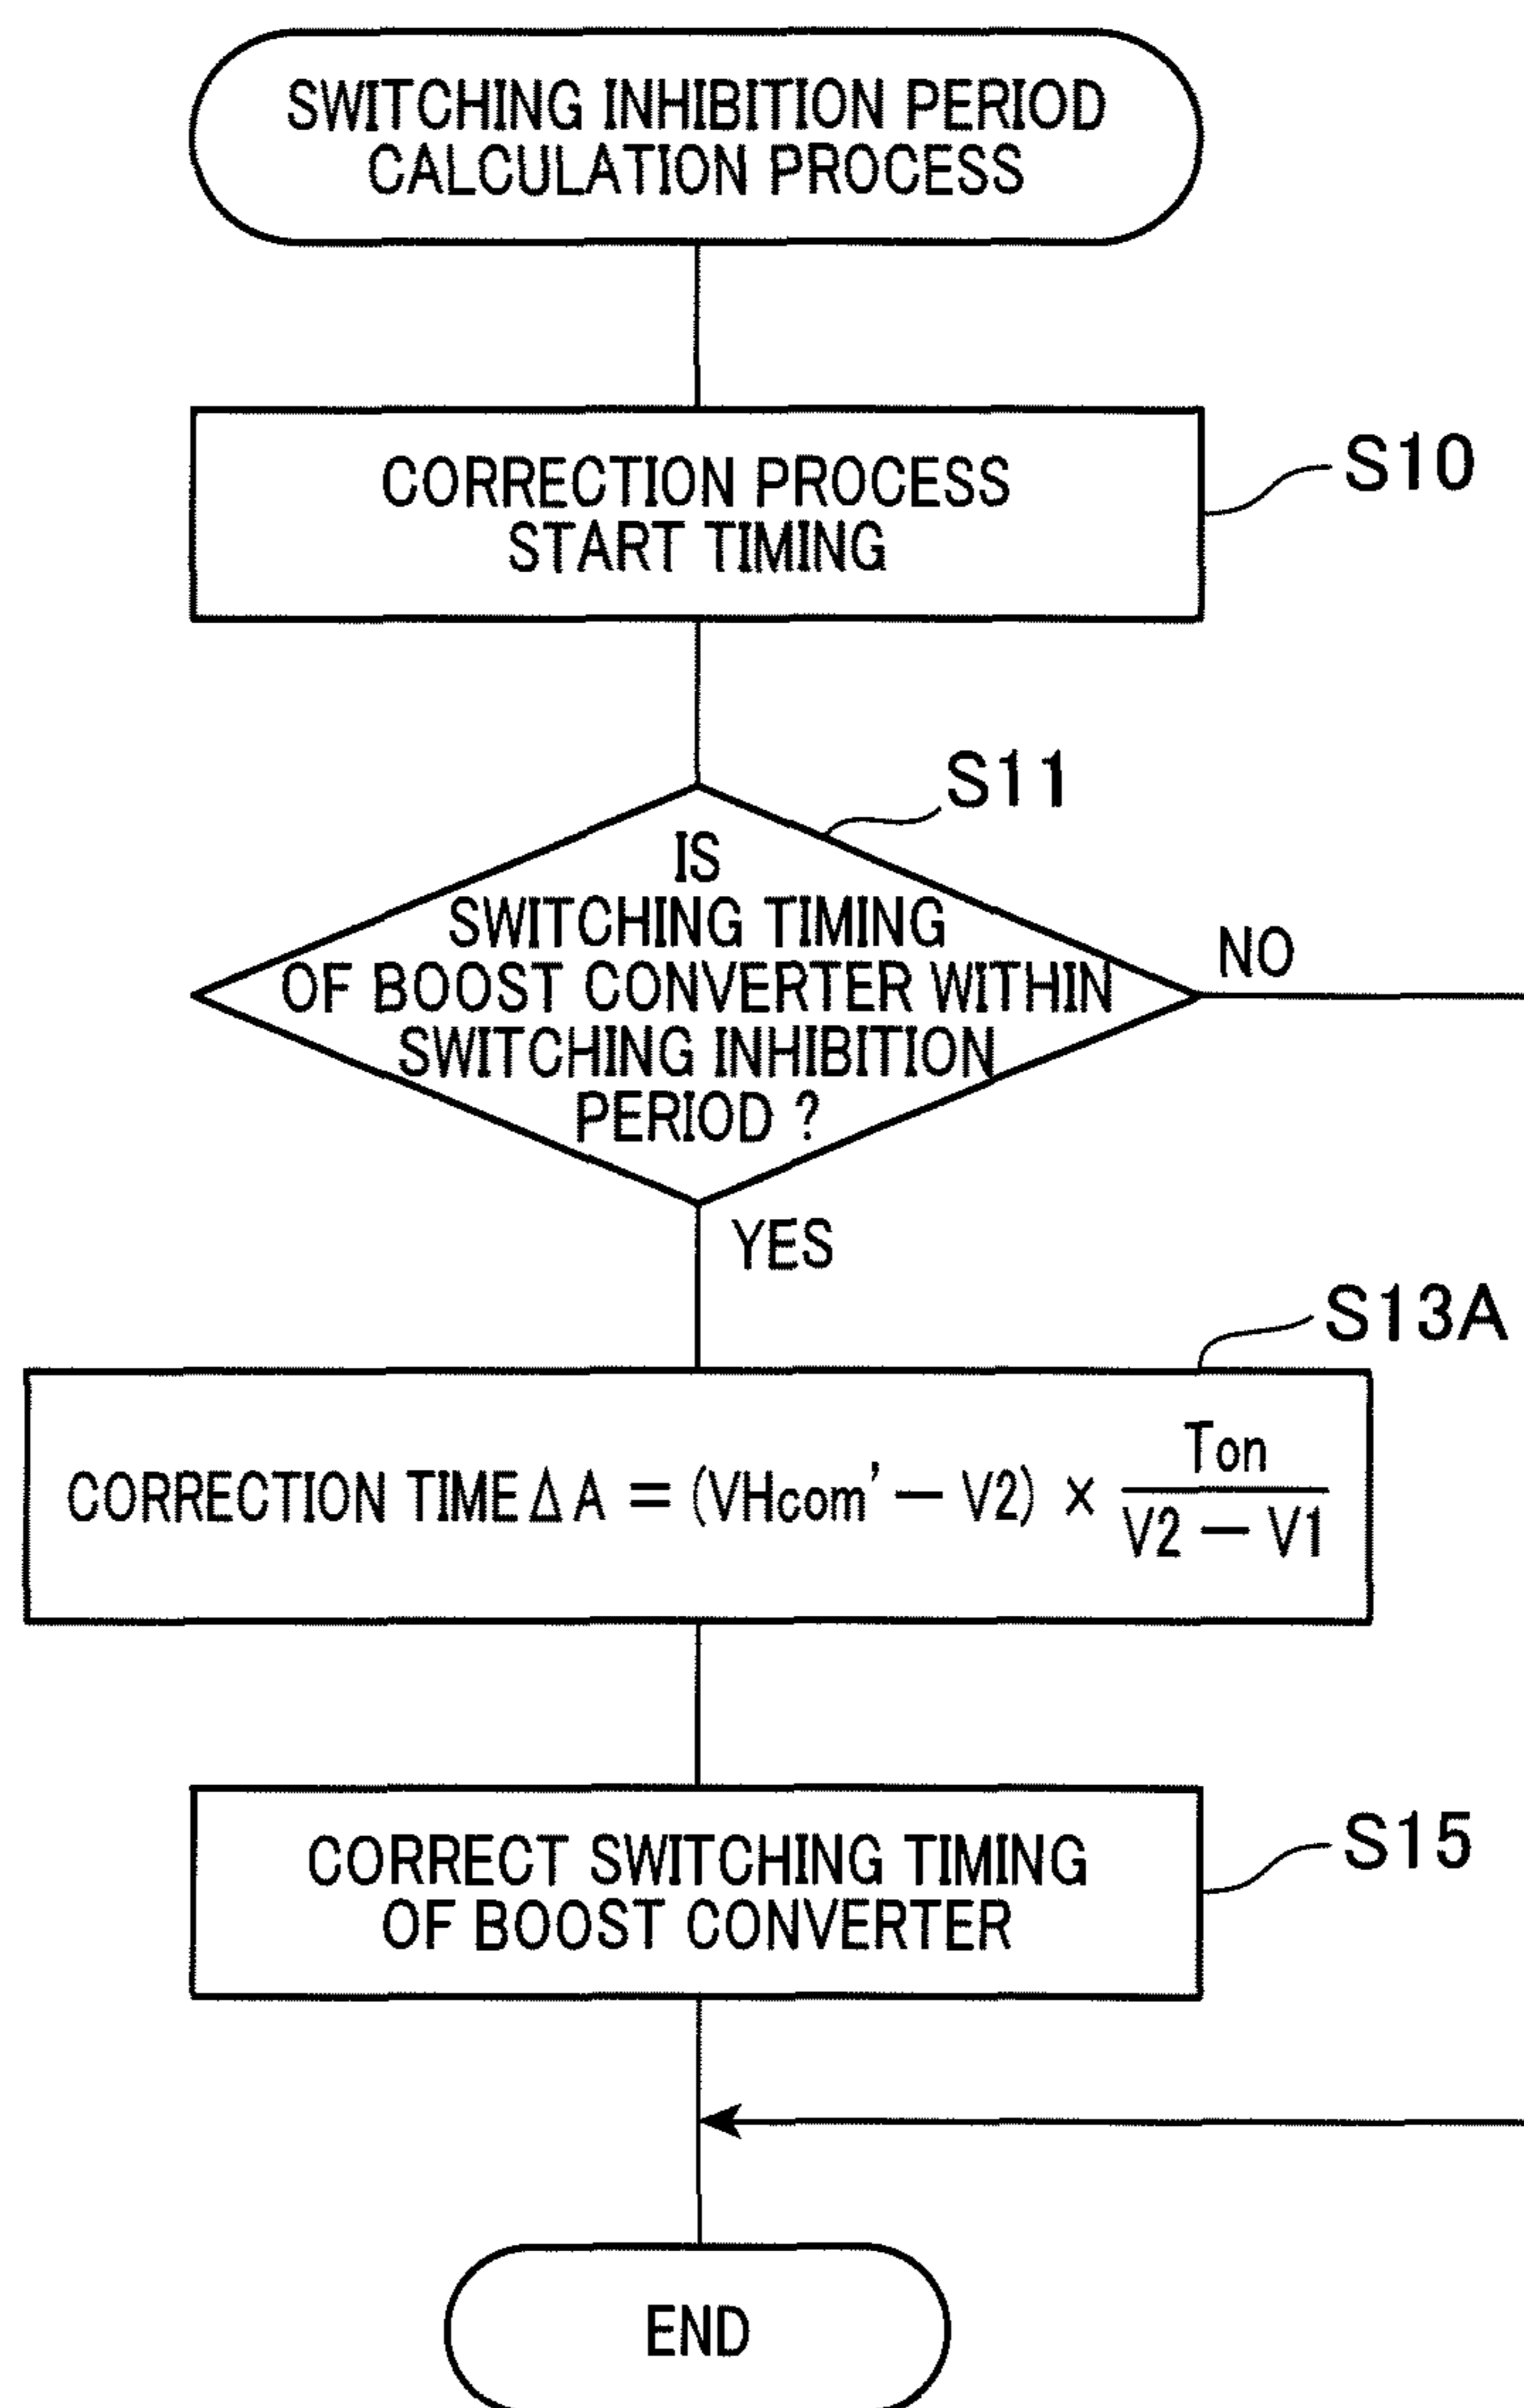 SWITCHING INHIBITION PERIOD
CALCULATION PROCESS
CORRECTION PROCESS
START TIMING
S10
S11
IS
SWITCHING TIMING
OF BOOST CONVERTER WITHIN
SWITCHING INHIBITION
PERIOD ?
NO
YES
S13A
CORRECTION TIME Δ A = (VHcom' − V2) × Ton / V2 − V1
CORRECT SWITCHING TIMING
OF BOOST CONVERTER
S15
END